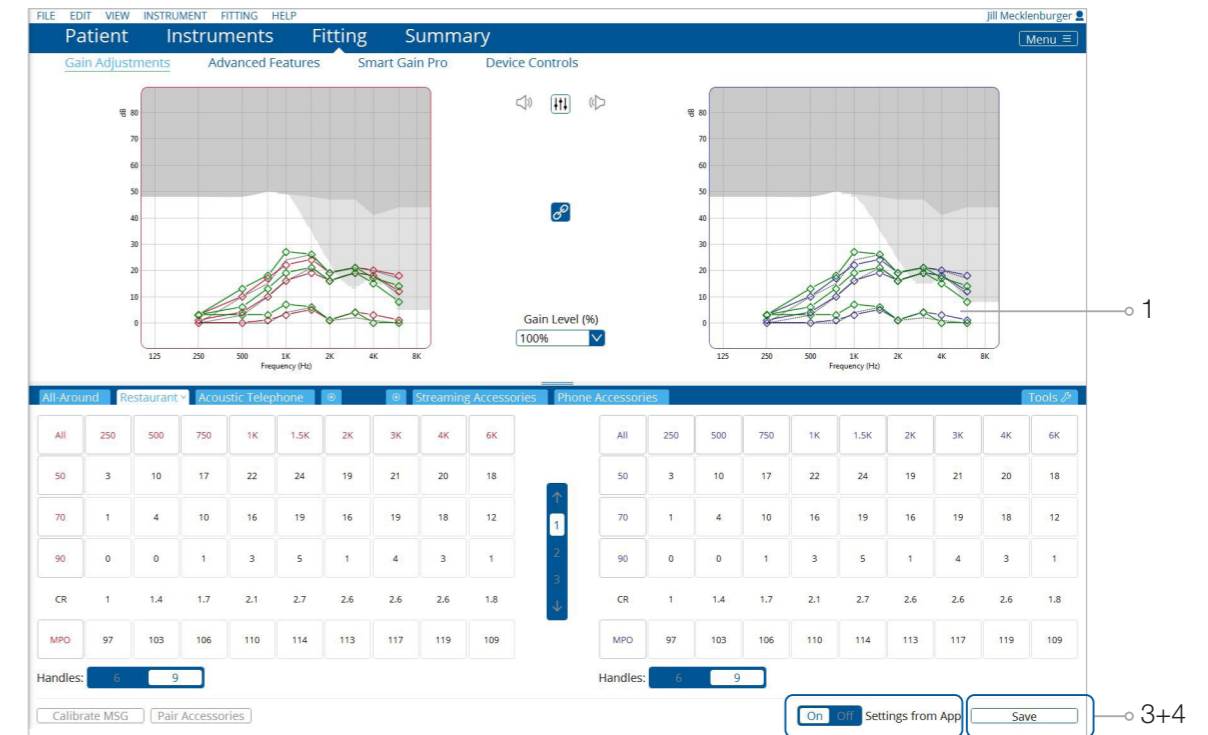 FILE EDIT VIEW INSTRUMENT FITTING HELP Jill Mecklenburger
Patient Instruments Fitting Summary Menu
Gain Adjustments Advanced Features Smart Gain Pro Device Controls
dB 80
70
60
50
40
30
20
10
0
125 250 500 1K 2K 4K 8K
Frequency (Hz)
Gain Level (%)
100%
dB 80
70
60
50
40
30
20
10
0
125 250 500 1K 2K 4K 8K
Frequency (Hz)
1
All-Around Restaurant Acoustic Telephone Streaming Accessories Phone Accessories Tools
All 250 500 750 1K 1.5K 2K 3K 4K 6K
50 3 10 17 22 24 19 21 20 18
70 1 4 10 16 19 16 19 18 12
90 0 0 1 3 5 1 4 3 1
CR 1 1.4 1.7 2.1 2.7 2.6 2.6 2.6 1.8
MPO 97 103 106 110 114 113 117 119 109
Handles: 6 9
1
2
3
All 250 500 750 1K 1.5K 2K 3K 4K 6K
50 3 10 17 22 24 19 21 20 18
70 1 4 10 16 19 16 19 18 12
90 0 0 1 3 5 1 4 3 1
CR 1 1.4 1.7 2.1 2.7 2.6 2.6 2.6 1.8
MPO 97 103 106 110 114 113 117 119 109
Handles: 6 9
Calibrate MSG Pair Accessories On Off Settings from App Save 3+4